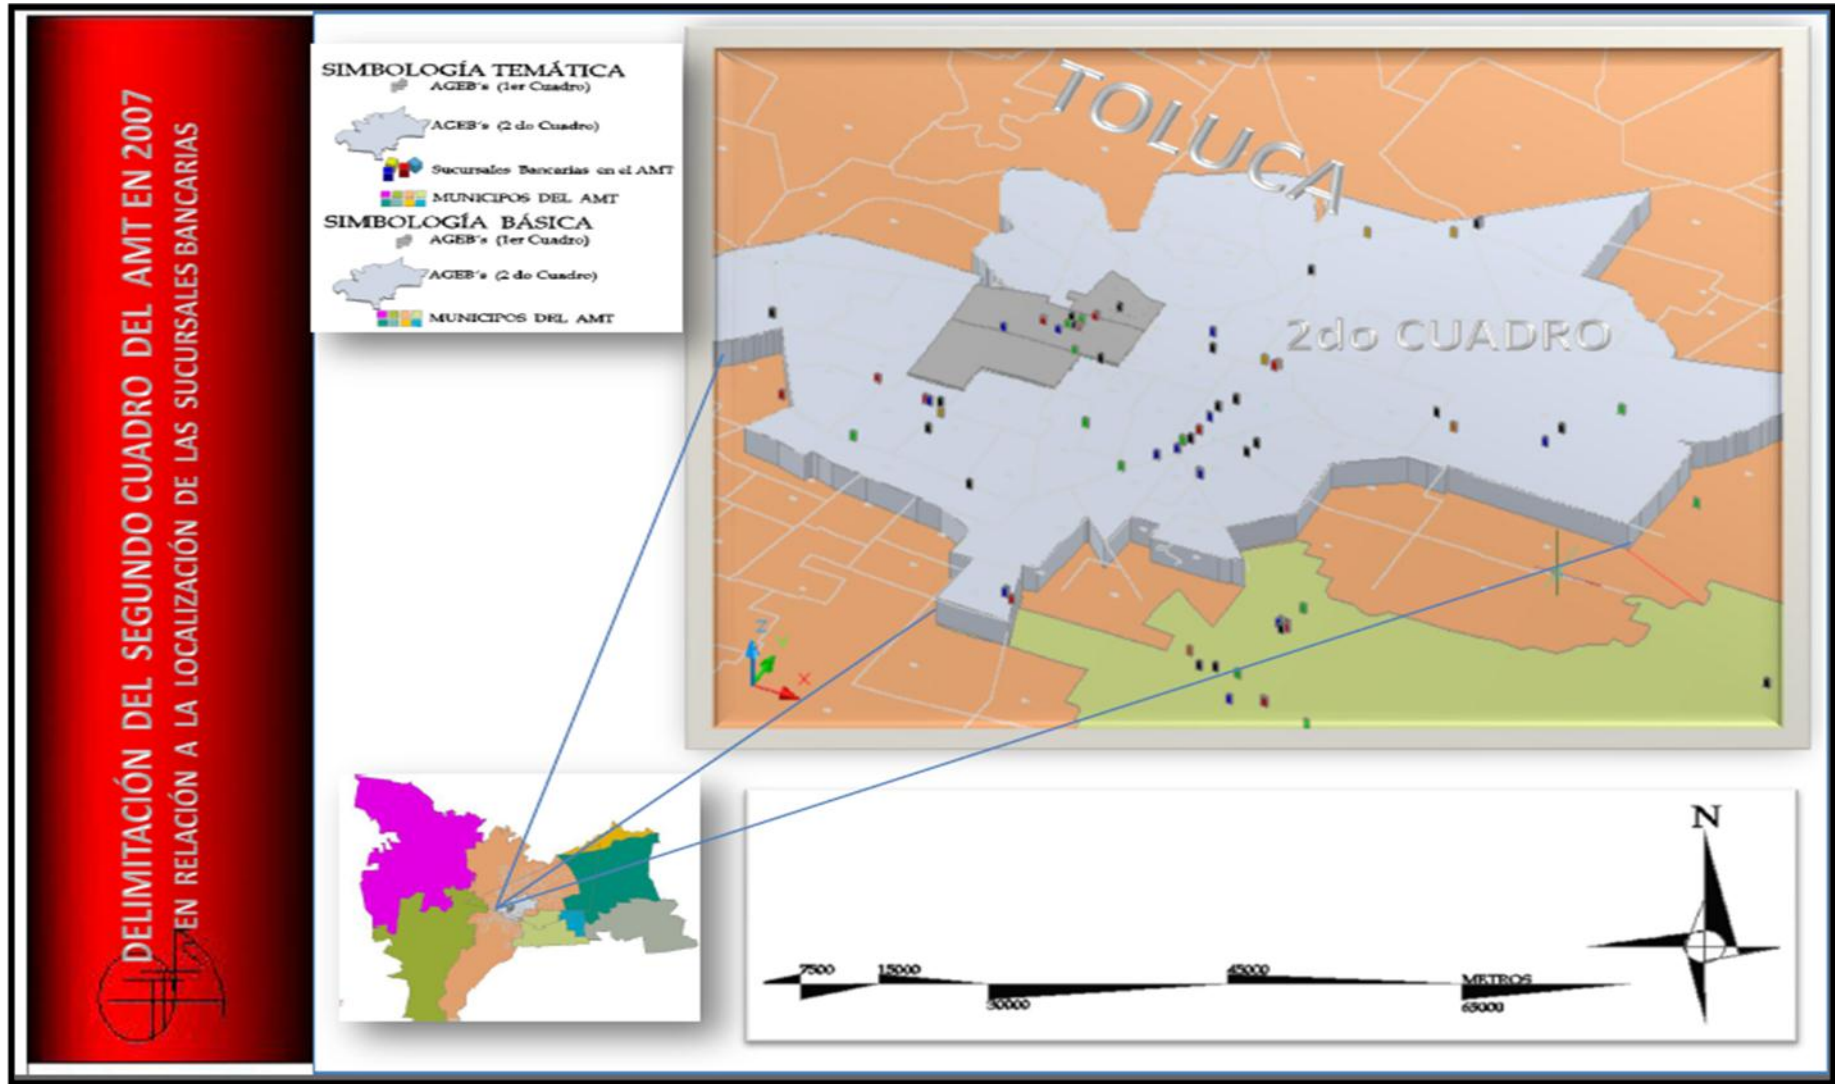 DELIMITACIÓN DEL SEGUNDO CUADRO DEL AMT EN 2007
EN RELACIÓN A LA LOCALIZACIÓN DE LAS SUCURSALES BANCARIAS
SIMBOLOGÍA TEMÁTICA
AGEB's (1er Cuadro)
AGEB's (2 do Cuadro)
Sucursales Bancarias en el AMT
MUNICIPOS DEL AMT
SIMBOLOGÍA BÁSICA
AGEB's (1er Cuadro)
AGEB's (2 do Cuadro)
MUNICIPOS DEL AMT
TOLUCA
2do CUADRO
Z
Y
X
N
7500 15000 45000 METROS
30000 65000